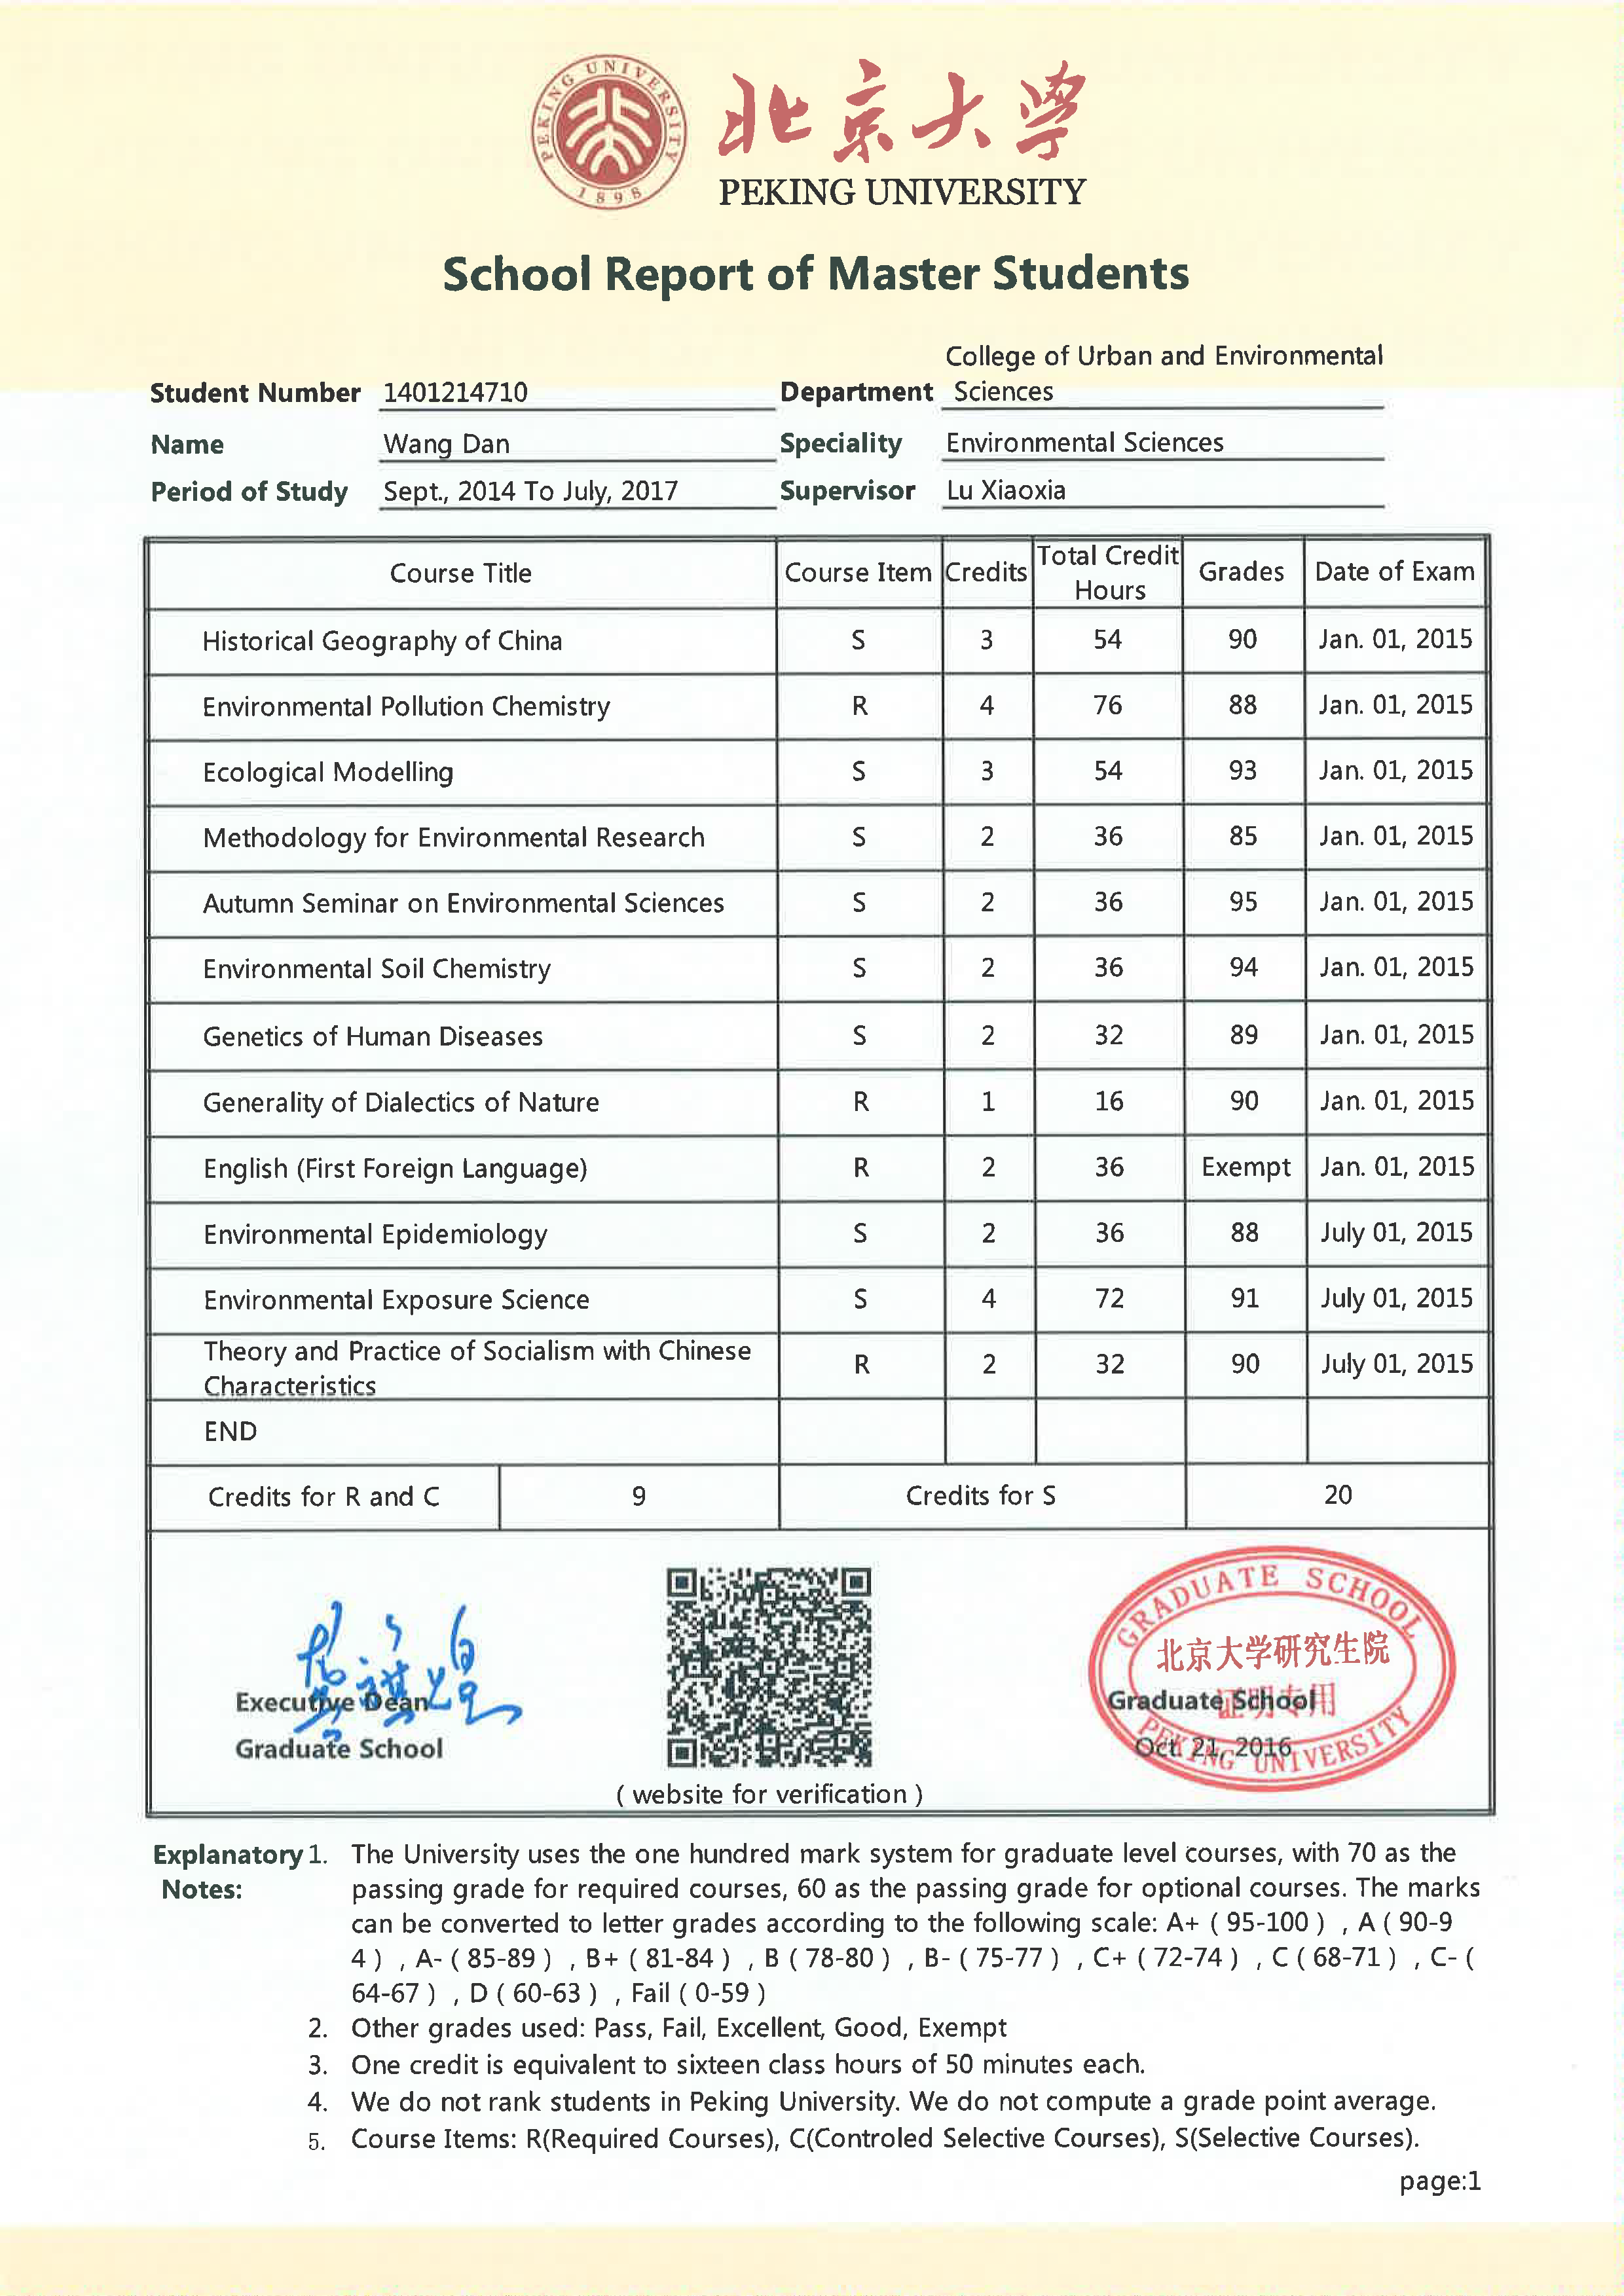 PEKING UNIVERSITY
1898
北京大学
PEKING UNIVERSITY
School Report of Master Students
Student Number 1401214710 Department College of Urban and Environmental
Sciences
Name Wang Dan Speciality Environmental Sciences
Period of Study Sept., 2014 To July, 2017 Supervisor Lu Xiaoxia
Course Title Course Item Credits Total Credit Hours Grades Date of Exam
Historical Geography of China S 3 54 90 Jan. 01, 2015
Environmental Pollution Chemistry R 4 76 88 Jan. 01, 2015
Ecological Modelling S 3 54 93 Jan. 01, 2015
Methodology for Environmental Research S 2 36 85 Jan. 01, 2015
Autumn Seminar on Environmental Sciences S 2 36 95 Jan. 01, 2015
Environmental Soil Chemistry S 2 36 94 Jan. 01, 2015
Genetics of Human Diseases S 2 32 89 Jan. 01, 2015
Generality of Dialectics of Nature R 1 16 90 Jan. 01, 2015
English (First Foreign Language) R 2 36 Exempt Jan. 01, 2015
Environmental Epidemiology S 2 36 88 July 01, 2015
Environmental Exposure Science S 4 72 91 July 01, 2015
Theory and Practice of Socialism with Chinese
Characteristics R 2 32 90 July 01, 2015
END
Credits for R and C 9 Credits for S 20
Executive Dean
Graduate School
( website for verification )
GRADUATE SCHOOL
北京大学研究生院
证明专用
PEKING UNIVERSITY
Graduate School
Oct. 21, 2016
Explanatory Notes:
1. The University uses the one hundred mark system for graduate level courses, with 70 as the
passing grade for required courses, 60 as the passing grade for optional courses. The marks
can be converted to letter grades according to the following scale: A+ ( 95-100 ) , A ( 90-9
4 ) , A- ( 85-89 ) , B+ ( 81-84 ) , B ( 78-80 ) , B- ( 75-77 ) , C+ ( 72-74 ) , C ( 68-71 ) , C- (
64-67 ) , D ( 60-63 ) , Fail ( 0-59 )
2. Other grades used: Pass, Fail, Excellent, Good, Exempt
3. One credit is equivalent to sixteen class hours of 50 minutes each.
4. We do not rank students in Peking University. We do not compute a grade point average.
5. Course Items: R(Required Courses), C(Controled Selective Courses), S(Selective Courses).
page:1